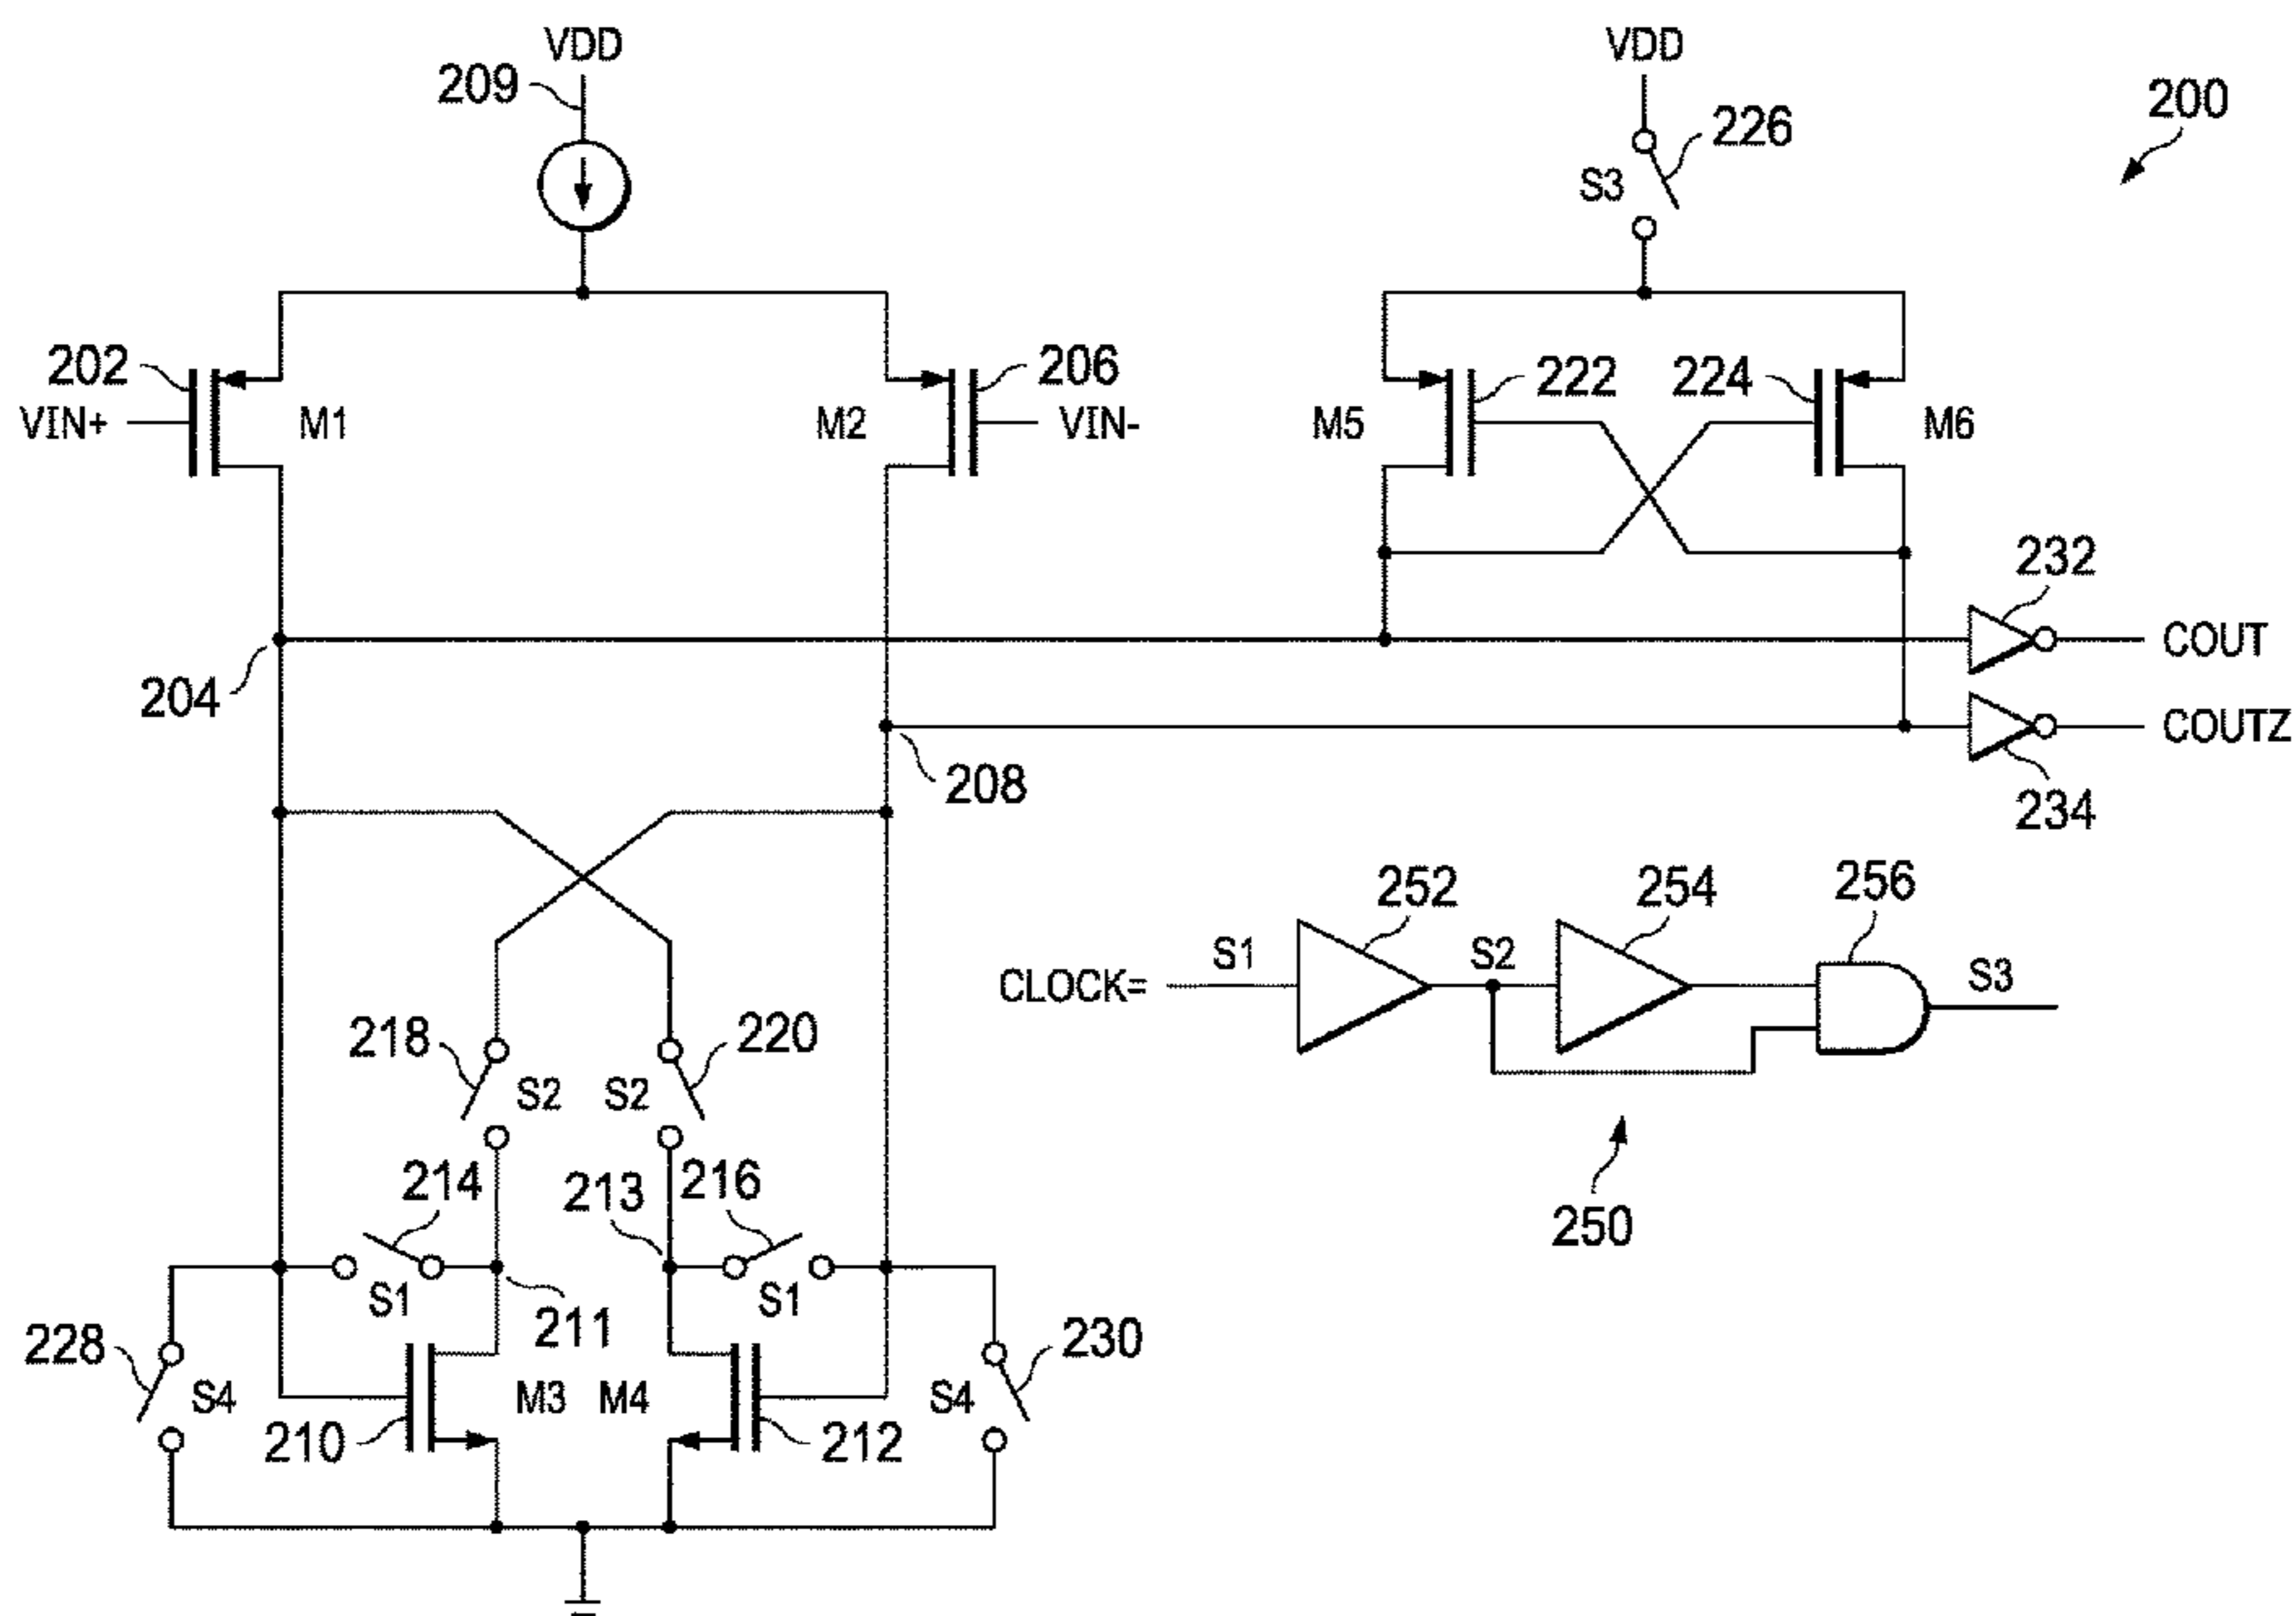 VDD
VDD
209
200
226
S3
202
206
222
224
VIN+
M1
M2
VIN-
M5
M6
232
COUT
204
COUTZ
208
234
252
254
256
S1
S2
S3
CLOCK=
218
220
S2
S2
214
213
216
250
S1
S1
211
228
230
S4
M3
M4
S4
210
212